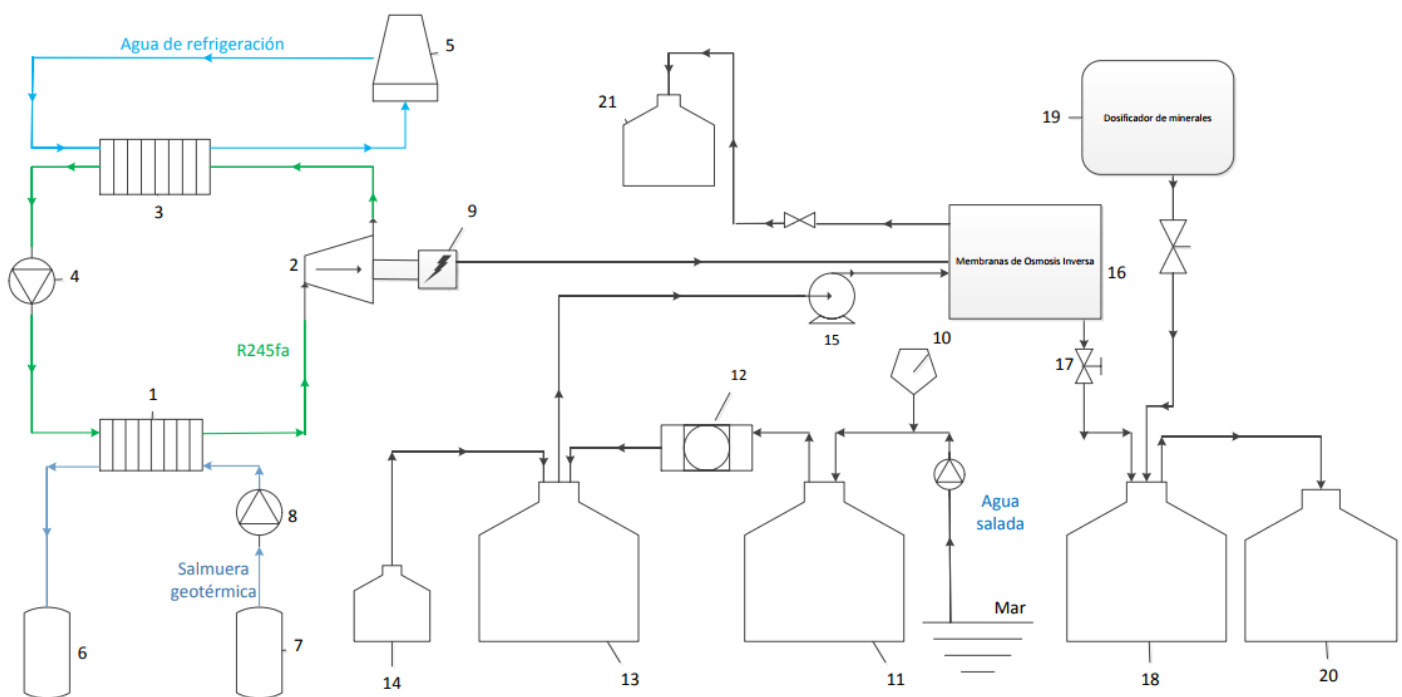 Agua de refrigeración
5
21
19
Dosificador de minerales
3
9
2
4
Membranas de Osmosis Inversa
16
15
10
R245fa
17
12
1
8
Agua
salada
Salmuera
geotérmica
Mar
6
7
14
13
11
18
20